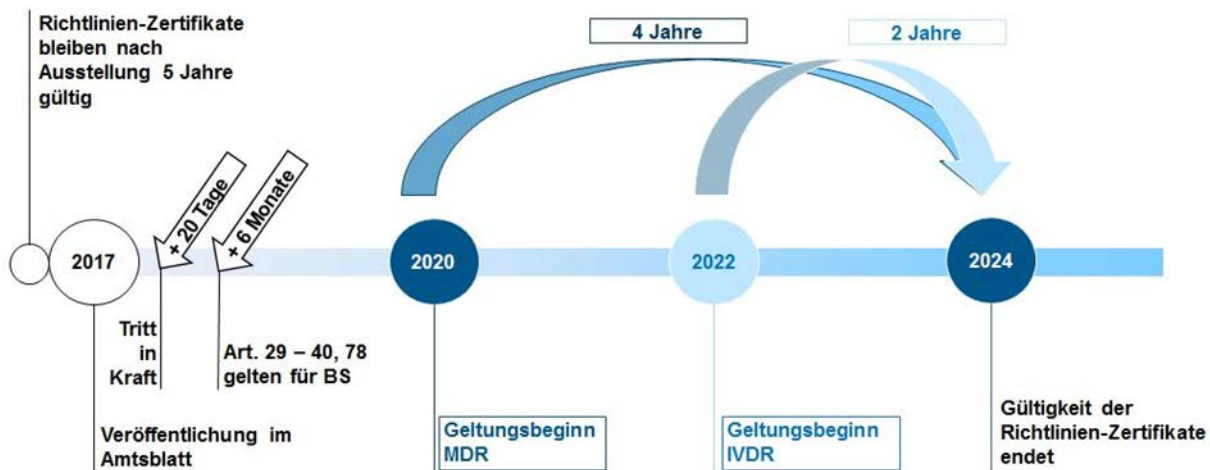 Richtlinien-Zertifikate
bleiben nach
Ausstellung 5 Jahre
gültig
4 Jahre
2 Jahre
+ 20 Tage
+ 6 Monate
2017
2020
2022
2024
Tritt
in
Kraft
Art. 29 – 40, 78
gelten für BS
Veröffentlichung im
Amtsblatt
Geltungsbeginn
MDR
Geltungsbeginn
IVDR
Gültigkeit der
Richtlinien-Zertifikate
endet